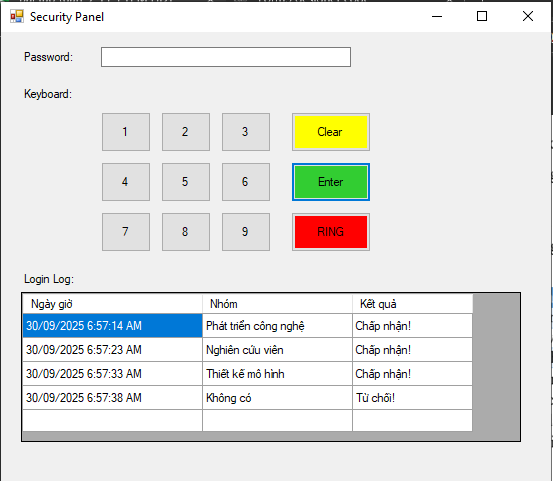 Security Panel
Password:
Keyboard:
1 2 3 Clear
4 5 6 Enter
7 8 9 RING
Login Log:
Ngày giờ Nhóm Kết quả
30/09/2025 6:57:14 AM Phát triển công nghệ Chấp nhận!
30/09/2025 6:57:23 AM Nghiên cứu viên Chấp nhận!
30/09/2025 6:57:33 AM Thiết kế mô hình Chấp nhận!
30/09/2025 6:57:38 AM Không có Từ chối!